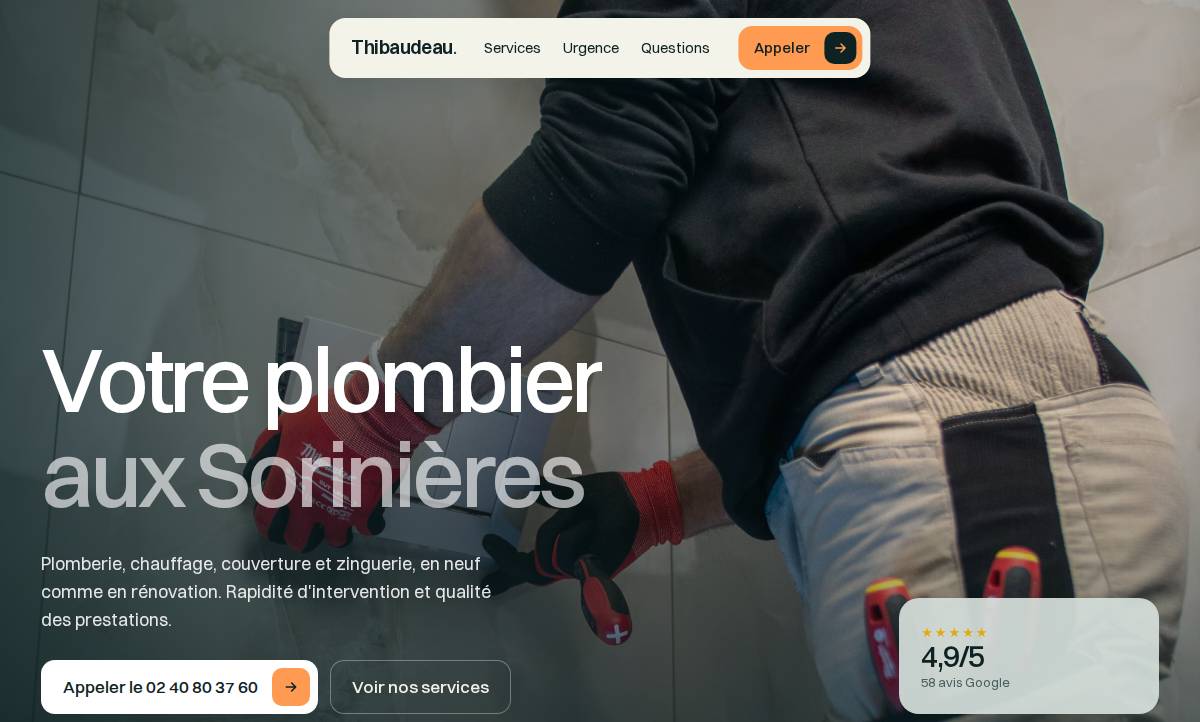 Thibaudeau.
Services
Urgence
Questions
Appeler →
Votre plombier
aux Sorinières
Plomberie, chauffage, couverture et zinguerie, en neuf
comme en rénovation. Rapidité d'intervention et qualité
des prestations.
Appeler le 02 40 80 37 60 →
Voir nos services
★★★★★
4,9/5
58 avis Google